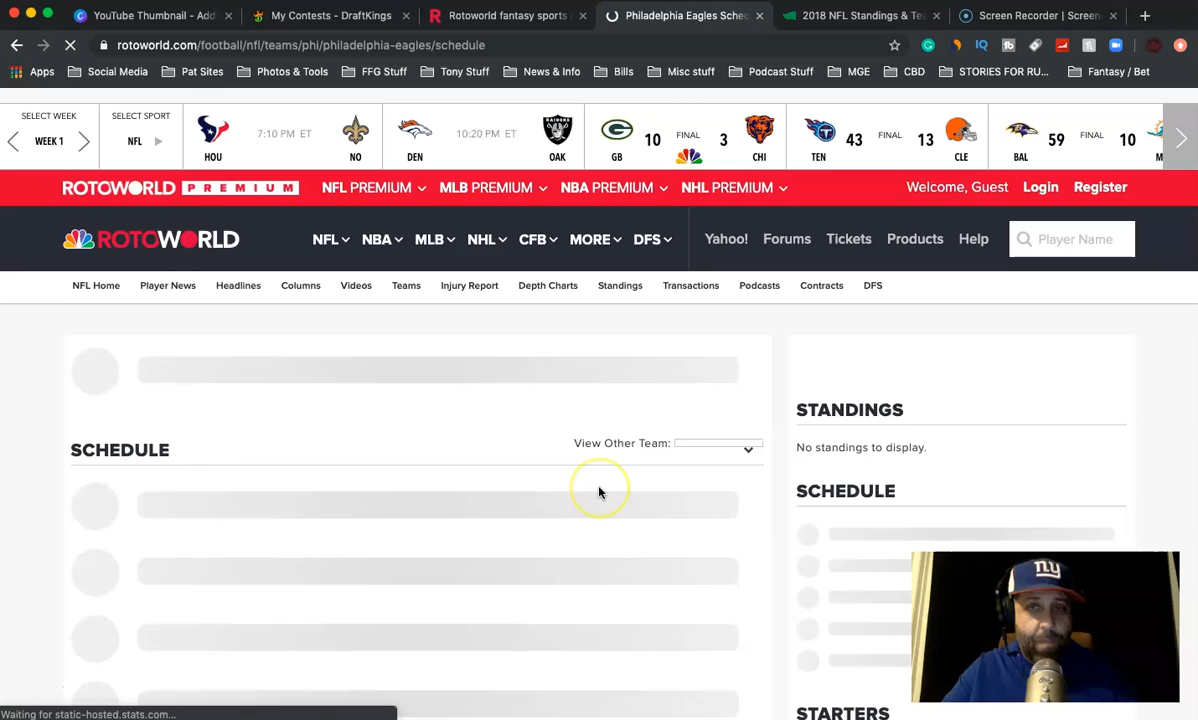 YouTube Thumbnail - Add
My Contests - DraftKings
Rotoworld fantasy sports
Philadelphia Eagles Sched
2018 NFL Standings & Tea
Screen Recorder | Screen
rotoworld.com/football/nfl/teams/phi/philadelphia-eagles/schedule
Apps
Social Media
Pat Sites
Photos & Tools
FFG Stuff
Tony Stuff
News & Info
Bills
Misc stuff
Podcast Stuff
MGE
CBD
STORIES FOR RU...
Fantasy / Bet
SELECT WEEK
WEEK 1
SELECT SPORT
NFL
HOU
7:10 PM ET
NO
DEN
10:20 PM ET
OAK
GB
10
FINAL
3
CHI
TEN
43
FINAL
13
CLE
BAL
59
FINAL
10
M
ROTOWORLD PREMIUM
NFL PREMIUM
MLB PREMIUM
NBA PREMIUM
NHL PREMIUM
Welcome, Guest
Login
Register
ROTOWORLD
NFL
NBA
MLB
NHL
CFB
MORE
DFS
Yahoo!
Forums
Tickets
Products
Help
Player Name
NFL Home
Player News
Headlines
Columns
Videos
Teams
Injury Report
Depth Charts
Standings
Transactions
Podcasts
Contracts
DFS
SCHEDULE
View Other Team:
STANDINGS
No standings to display.
SCHEDULE
STARTERS
NY
Waiting for static-hosted.stats.com...